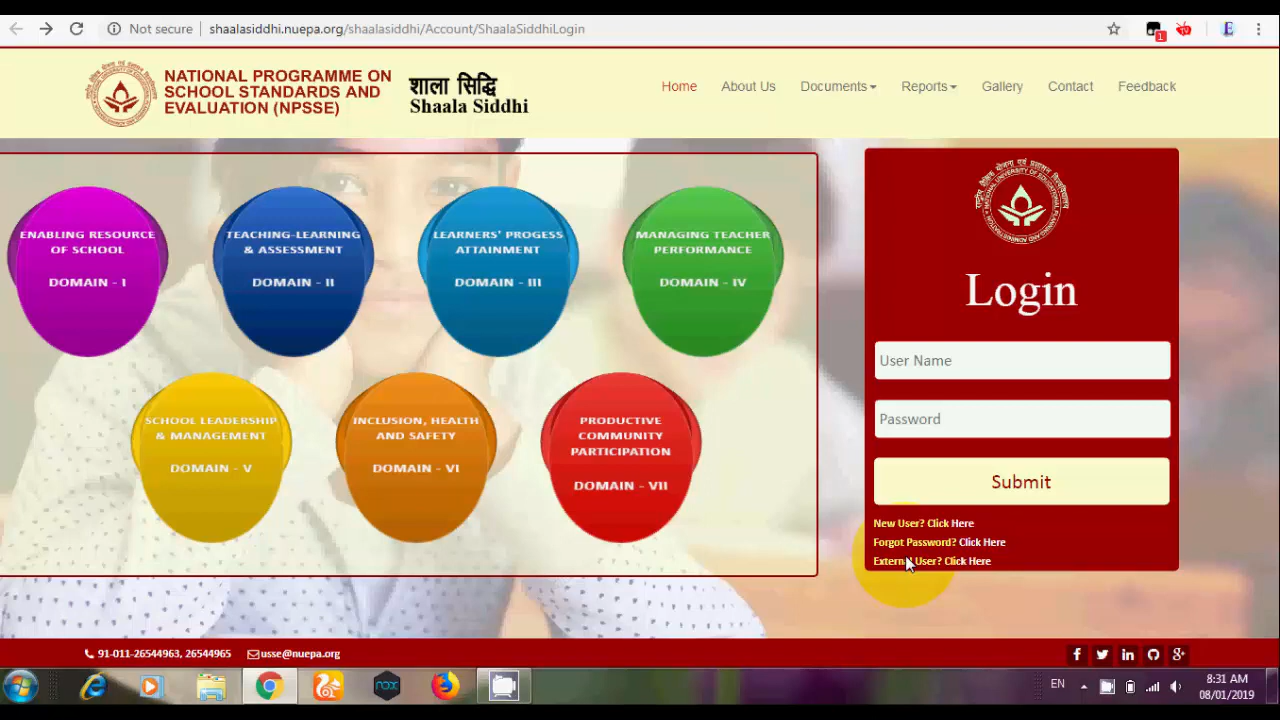 Not secure
shaalasiddhi.nuepa.org/shaalasiddhi/Account/ShaalaSiddhiLogin
1
NATIONAL PROGRAMME ON
SCHOOL STANDARDS AND
EVALUATION (NPSSE)
शाला सिद्धि
Shaala Siddhi
Home
About Us
Documents
Reports
Gallery
Contact
Feedback
ENABLING RESOURCE
OF SCHOOL
DOMAIN - I
TEACHING-LEARNING
& ASSESSMENT
DOMAIN - II
LEARNERS' PROGESS
ATTAINMENT
DOMAIN - III
MANAGING TEACHER
PERFORMANCE
DOMAIN - IV
SCHOOL LEADERSHIP
& MANAGEMENT
DOMAIN - V
INCLUSION, HEALTH
AND SAFETY
DOMAIN - VI
PRODUCTIVE
COMMUNITY
PARTICIPATION
DOMAIN - VII
Login
User Name
Password
Submit
New User? Click Here
Forgot Password? Click Here
External User? Click Here
91-011-26544963, 26544965
usse@nuepa.org
nox
EN
8:31 AM
08/01/2019